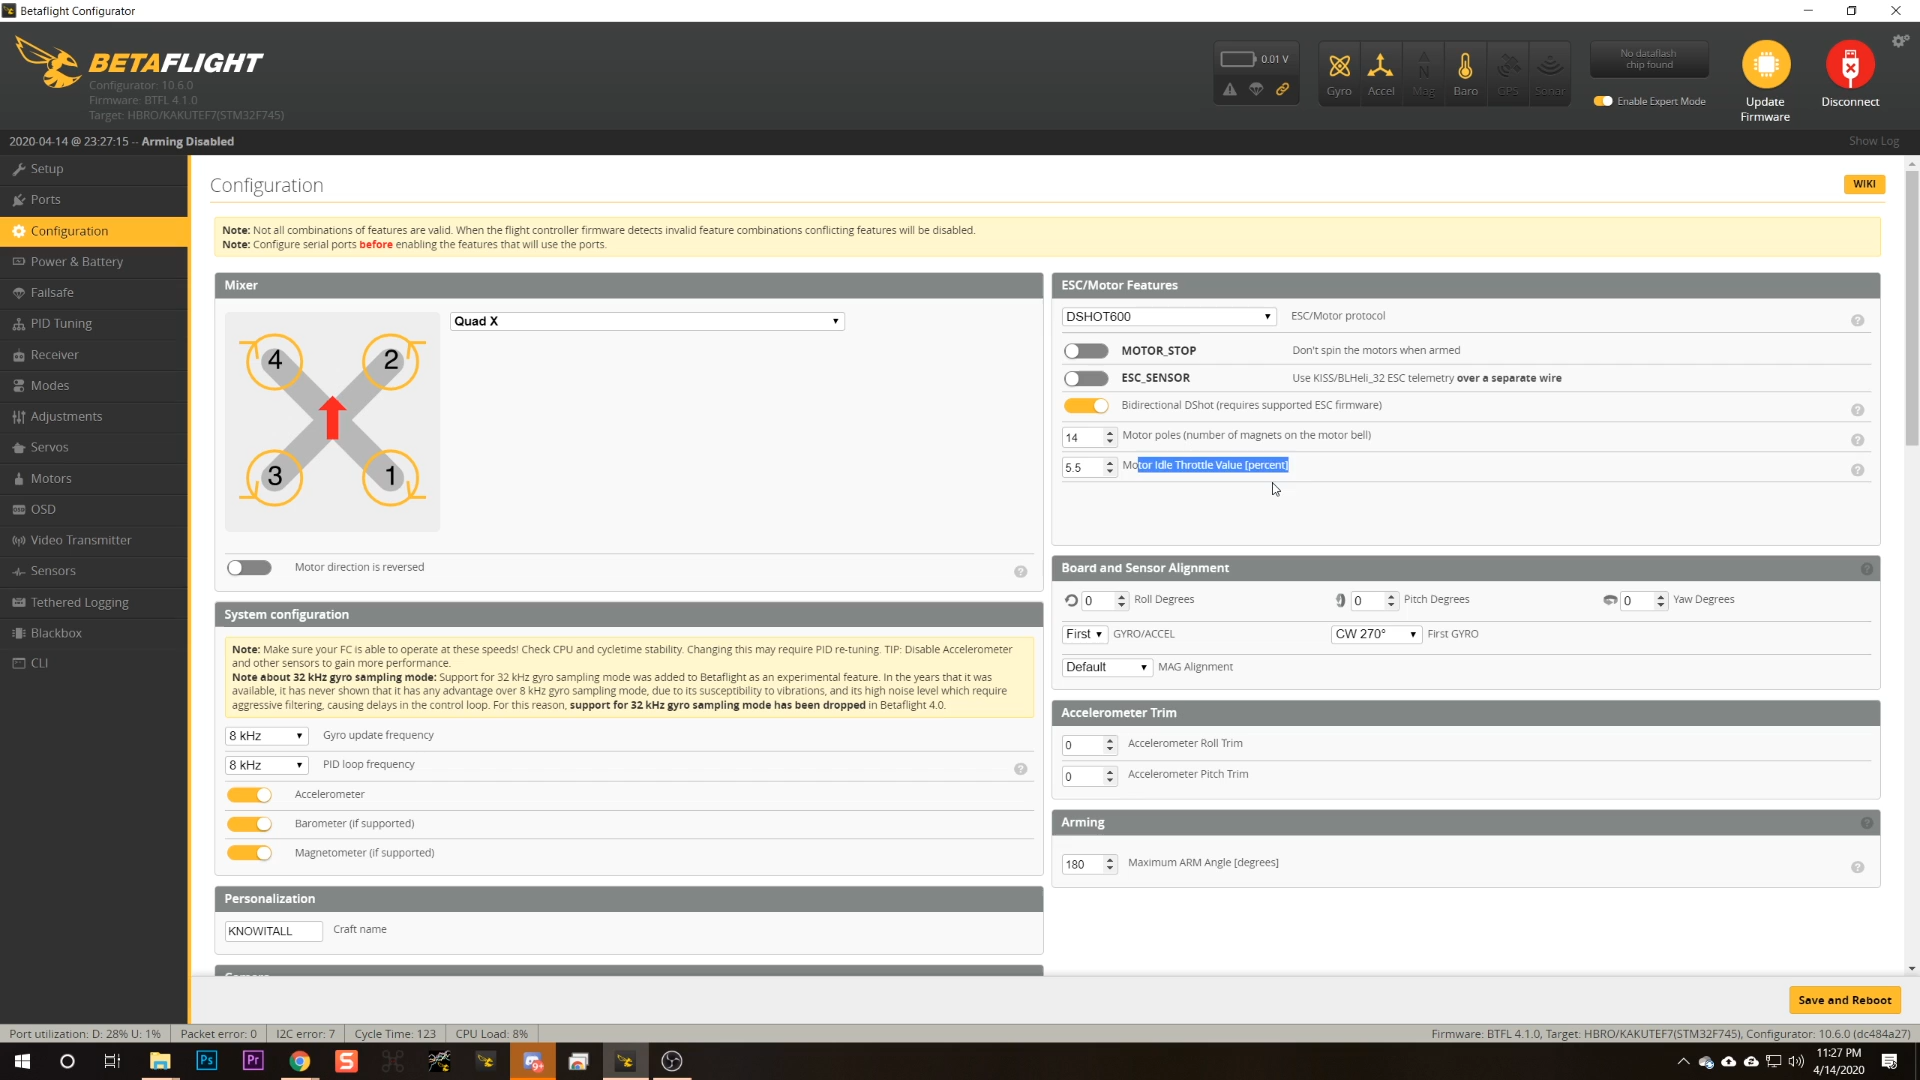 Betaflight Configurator
BETAFLIGHT
Configurator: 10.6.0
Firmware: BTFL 4.1.0
Target: HBRO/KAKUTEF7(STM32F745)
0.01 V
Gyro
Accel
Mag
Baro
GPS
Sonar
No dataflash
chip found
Enable Expert Mode
Update
Firmware
Disconnect
2020-04-14 @ 23:27:15 -- Arming Disabled
Show Log
Setup
Ports
Configuration
Power & Battery
Failsafe
PID Tuning
Receiver
Modes
Adjustments
Servos
Motors
OSD
Video Transmitter
Sensors
Tethered Logging
Blackbox
CLI
Configuration
WIKI
Note: Not all combinations of features are valid. When the flight controller firmware detects invalid feature combinations conflicting features will be disabled.
Note: Configure serial ports before enabling the features that will use the ports.
Mixer
Quad X
4
2
3
1
Motor direction is reversed
System configuration
Note: Make sure your FC is able to operate at these speeds! Check CPU and cycletime stability. Changing this may require PID re-tuning. TIP: Disable Accelerometer
and other sensors to gain more performance.
Note about 32 kHz gyro sampling mode: Support for 32 kHz gyro sampling mode was added to Betaflight as an experimental feature. In the years that it was
available, it has never shown that it has any advantage over 8 kHz gyro sampling mode, due to its susceptibility to vibrations, and its high noise level which require
aggressive filtering, causing delays in the control loop. For this reason, support for 32 kHz gyro sampling mode has been dropped in Betaflight 4.0.
8 kHz Gyro update frequency
8 kHz PID loop frequency
Accelerometer
Barometer (if supported)
Magnetometer (if supported)
Personalization
KNOWITALL Craft name
ESC/Motor Features
DSHOT600 ESC/Motor protocol
MOTOR_STOP Don't spin the motors when armed
ESC_SENSOR Use KISS/BLHeli_32 ESC telemetry over a separate wire
Bidirectional DShot (requires supported ESC firmware)
14 Motor poles (number of magnets on the motor bell)
5.5 Motor Idle Throttle Value [percent]
Board and Sensor Alignment
0 Roll Degrees 0 Pitch Degrees 0 Yaw Degrees
First GYRO/ACCEL CW 270° First GYRO
Default MAG Alignment
Accelerometer Trim
0 Accelerometer Roll Trim
0 Accelerometer Pitch Trim
Arming
180 Maximum ARM Angle [degrees]
Save and Reboot
Port utilization: D: 28% U: 1% Packet error: 0 I2C error: 7 Cycle Time: 123 CPU Load: 8%
Firmware: BTFL 4.1.0, Target: HBRO/KAKUTEF7(STM32F745), Configurator: 10.6.0 (dc484a27)
Ps
Pr
S
11:27 PM
4/14/2020